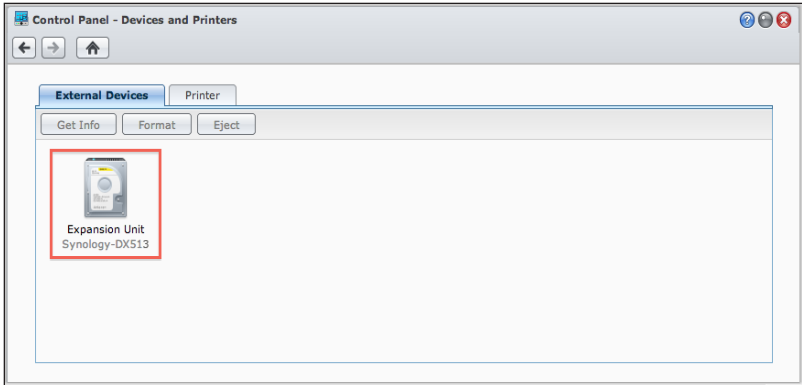 Control Panel - Devices and Printers
External Devices Printer
Get Info Format Eject
Expansion Unit
Synology-DX513